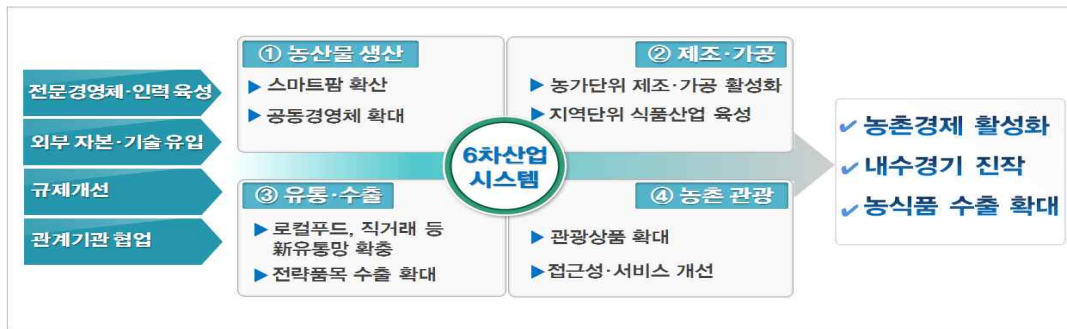 전문경영체·인력 육성
외부 자본·기술 유입
규제개선
관계기관 협업
① 농산물 생산
▶ 스마트팜 확산
▶ 공동경영체 확대
② 제조·가공
▶ 농가단위 제조·가공 활성화
▶ 지역단위 식품산업 육성
6차산업
시스템
③ 유통·수출
▶ 로컬푸드, 직거래 등
新유통망 확충
▶ 전략품목 수출 확대
④ 농촌 관광
▶ 관광상품 확대
▶ 접근성·서비스 개선
✔ 농촌경제 활성화
✔ 내수경기 진작
✔ 농식품 수출 확대